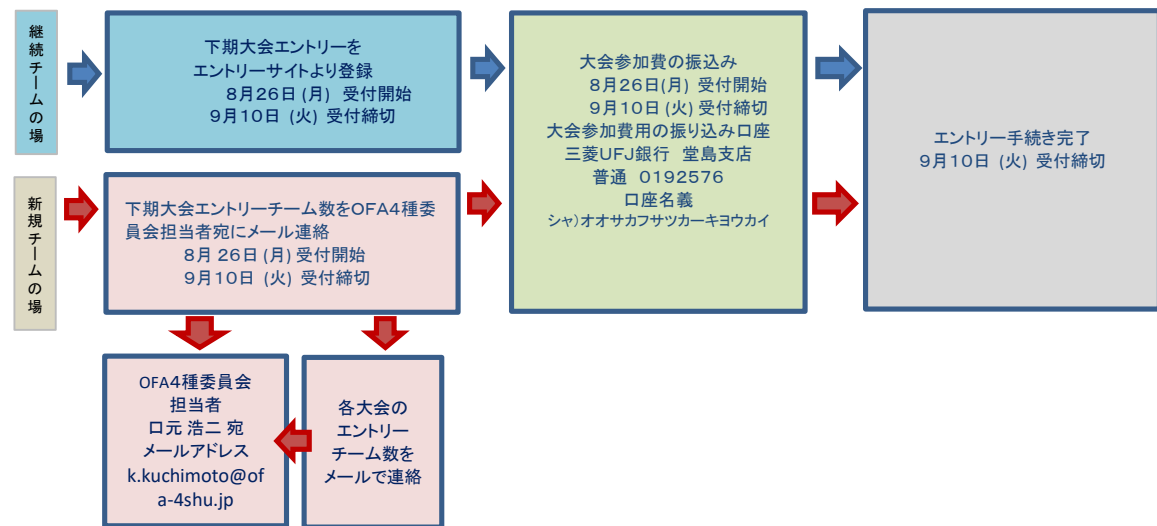 継続チームの場
下期大会エントリーを
エントリーサイトより登録
8月26日(月) 受付開始
9月10日 (火) 受付締切
大会参加費の振込み
8月26日(月) 受付開始
9月10日(火) 受付締切
大会参加費用の振り込み口座
三菱UFJ銀行 堂島支店
普通 0192576
口座名義
シャ)オオサカフサツカーキヨウカイ
エントリー手続き完了
9月10日 (火) 受付締切
新規チームの場
下期大会エントリーチーム数をOFA4種委
員会担当者宛にメール連絡
8月 26日(月) 受付開始
9月10日 (火) 受付締切
OFA4種委員会
担当者
口元 浩二 宛
メールアドレス
k.kuchimoto@of
a-4shu.jp
各大会の
エントリー
チーム数を
メールで連絡